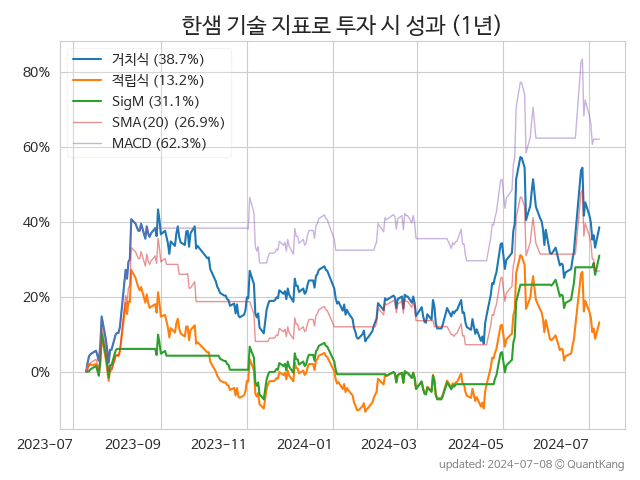 한샘 기술 지표로 투자 시 성과 (1년)
거치식 (38.7%)
적립식 (13.2%)
SigM (31.1%)
SMA(20) (26.9%)
MACD (62.3%)
80%
60%
40%
20%
0%
2023-07 2023-09 2023-11 2024-01 2024-03 2024-05 2024-07
updated: 2024-07-08 © QuantKang